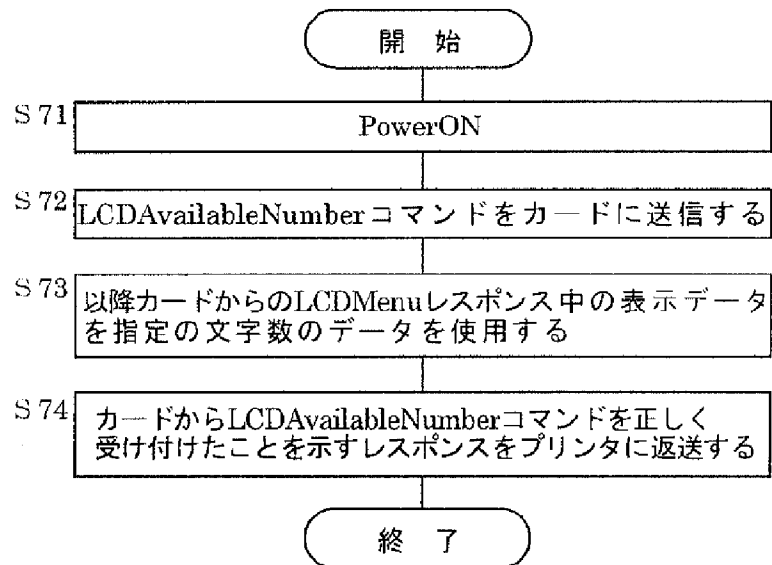 開 始
S 71
PowerON
S 72
LCDAvailableNumberコマンドをカードに送信する
S 73
以降カードからのLCDMenuレスポンス中の表示データ
を指定の文字数のデータを使用する
S 74
カードからLCDAvailableNumberコマンドを正しく
受け付けたことを示すレスポンスをプリンタに返送する
終 了